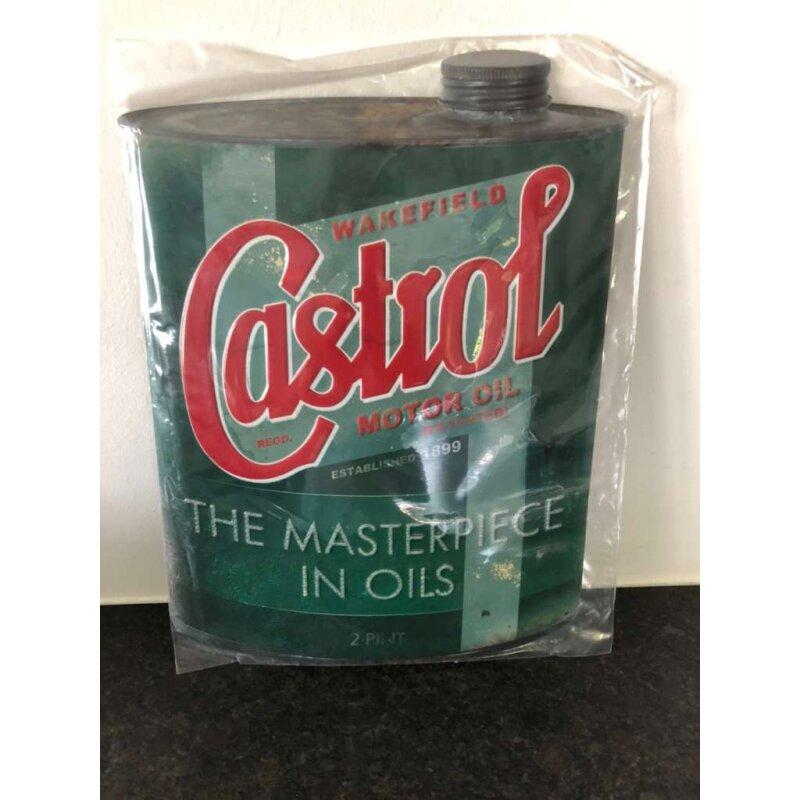 WAKEFIELD
Castrol
MOTOR OIL
REGD.
ESTABLISHED 1899
THE MASTERPIECE
IN OILS
2 PINT